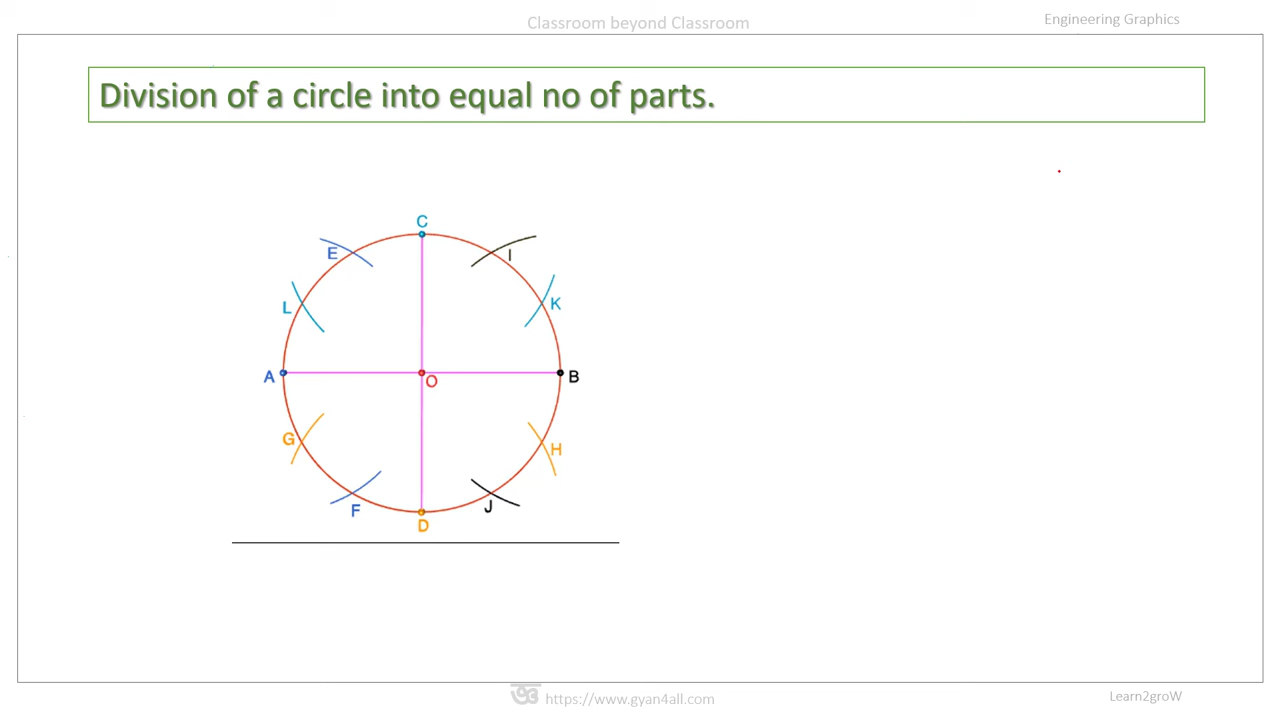 Classroom beyond Classroom
Engineering Graphics
Division of a circle into equal no of parts.
C
E
I
L
K
A
O
B
G
H
F
J
D
https://www.gyan4all.com
Learn2groW